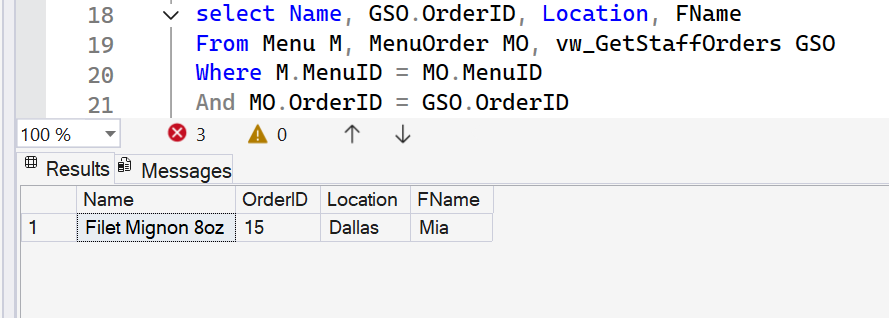 18 select Name, GSO.OrderID, Location, FName
19 From Menu M, MenuOrder MO, vw_GetStaffOrders GSO
20 Where M.MenuID = MO.MenuID
21 And MO.OrderID = GSO.OrderID
100 % 3 0
Results Messages
Name OrderID Location FName
1 Filet Mignon 8oz 15 Dallas Mia